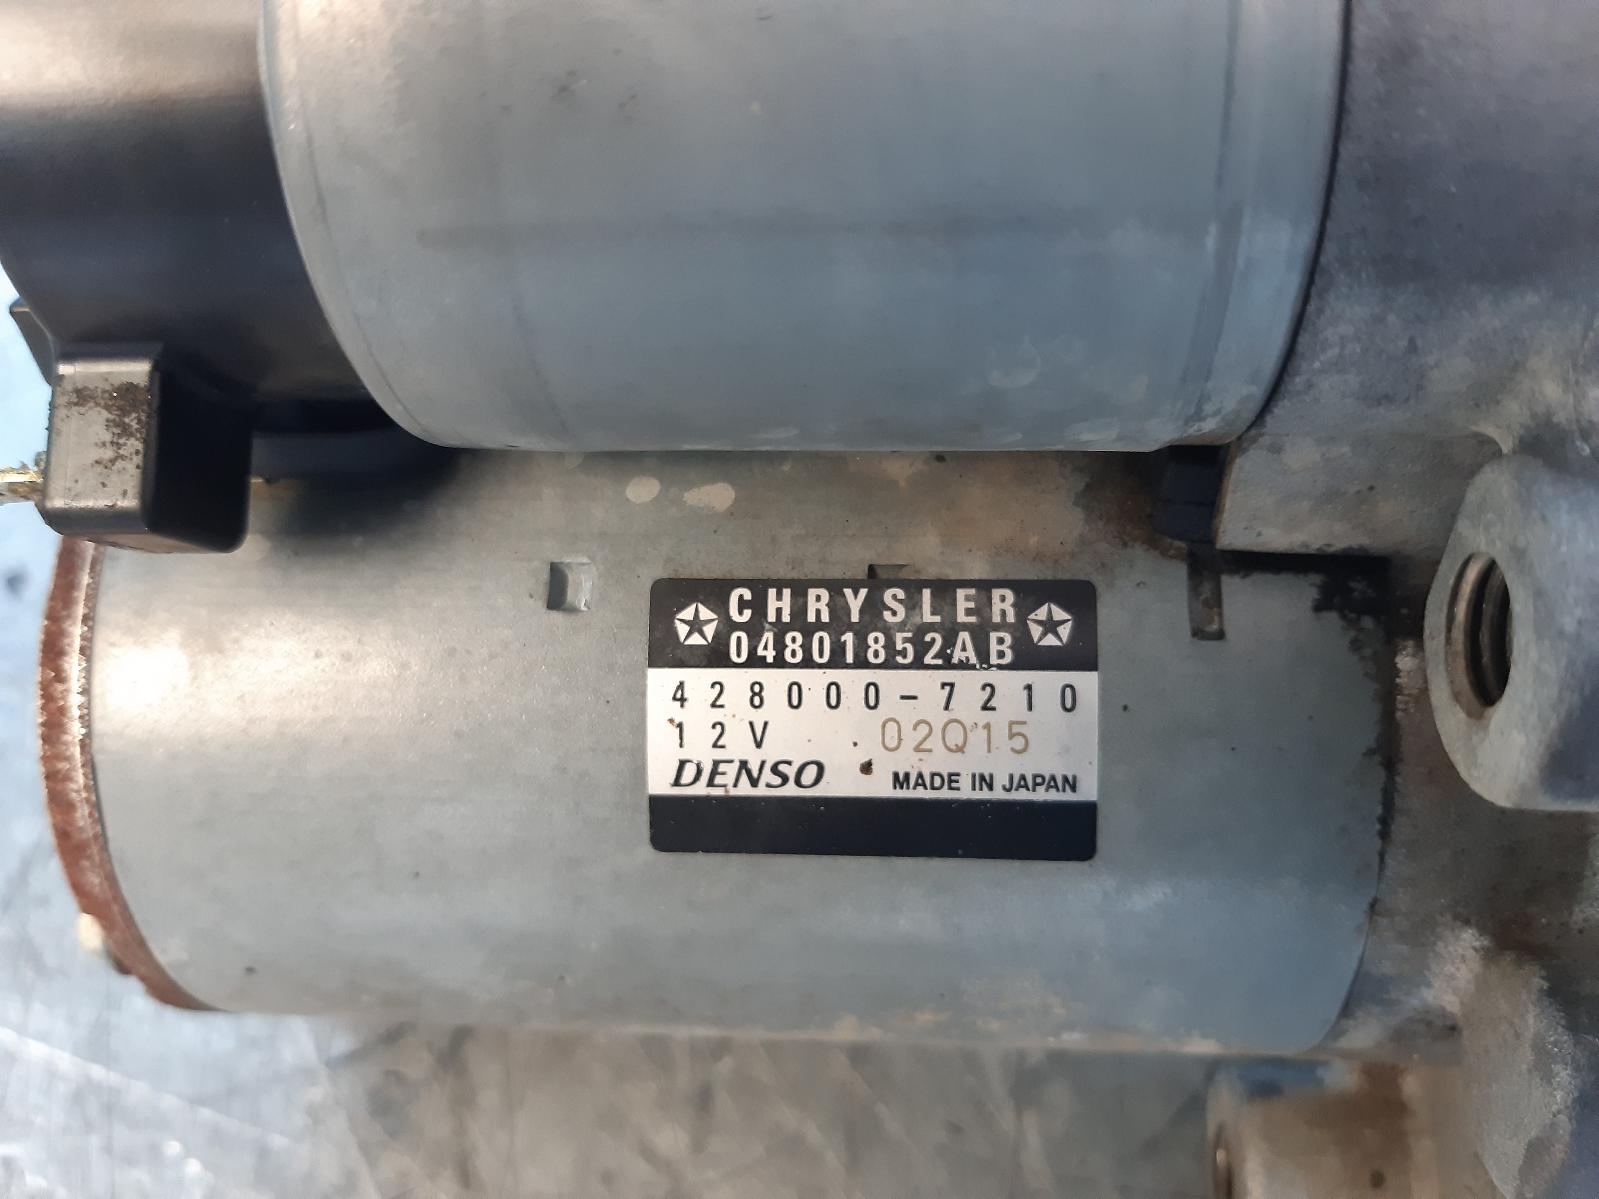 CHRYSLER
04801852AB
428000-7210
12V 02Q15
DENSO MADE IN JAPAN